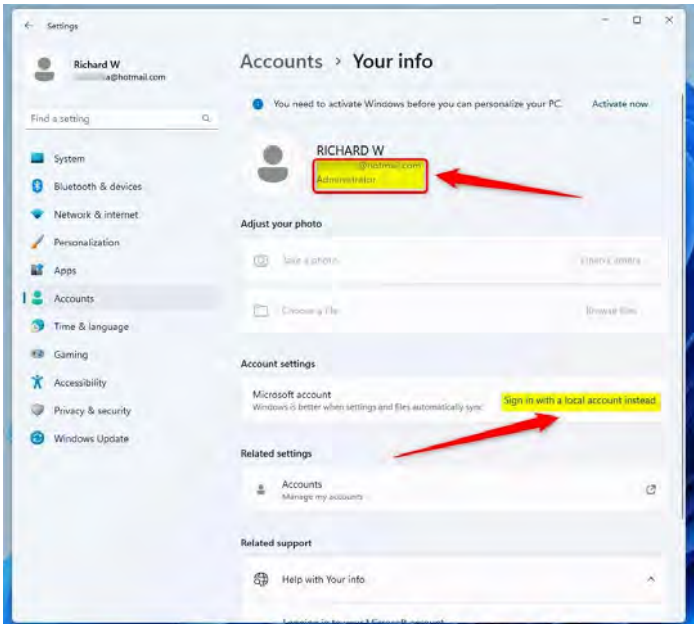 Settings
Richard W
a@hotmail.com
Find a setting
System
Bluetooth & devices
Network & internet
Personalization
Apps
Accounts
Time & language
Gaming
Accessibility
Privacy & security
Windows Update
Accounts > Your info
You need to activate Windows before you can personalize your PC. Activate now
RICHARD W
@hotmail.com
Administrator
Adjust your photo
Take a photo
Choose a file Browse files
Account settings
Microsoft account
Windows is better when settings and files automatically sync
Sign in with a local account instead
Related settings
Accounts
Manage my accounts
Related support
Help with Your info